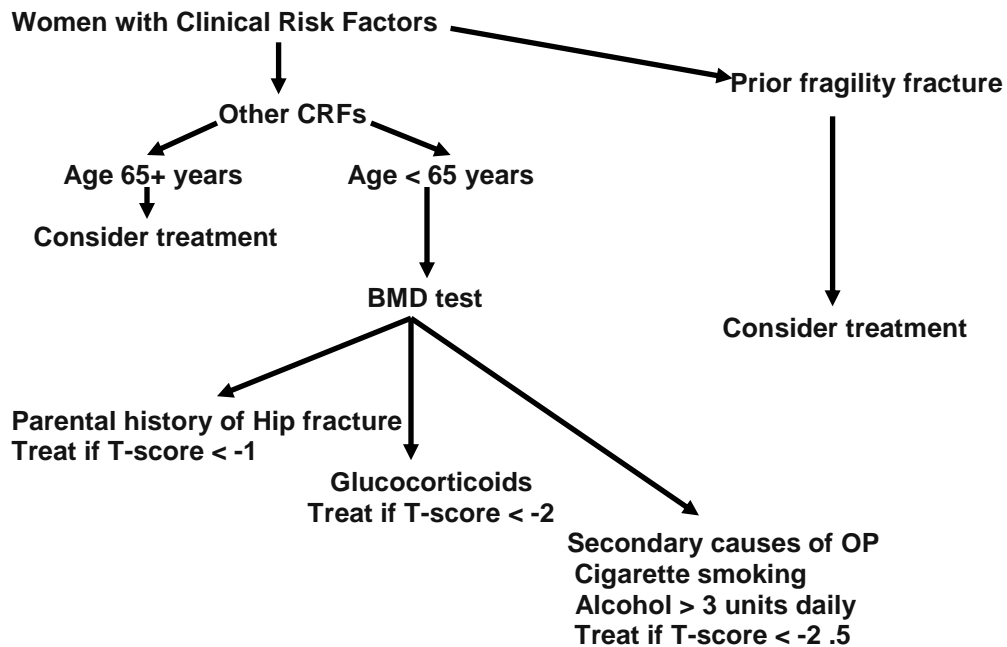 Women with Clinical Risk Factors
Prior fragility fracture
Other CRFs
Age 65+ years
Age < 65 years
Consider treatment
BMD test
Consider treatment
Parental history of Hip fracture
Treat if T-score < -1
Glucocorticoids
Treat if T-score < -2
Secondary causes of OP
Cigarette smoking
Alcohol > 3 units daily
Treat if T-score < -2 .5